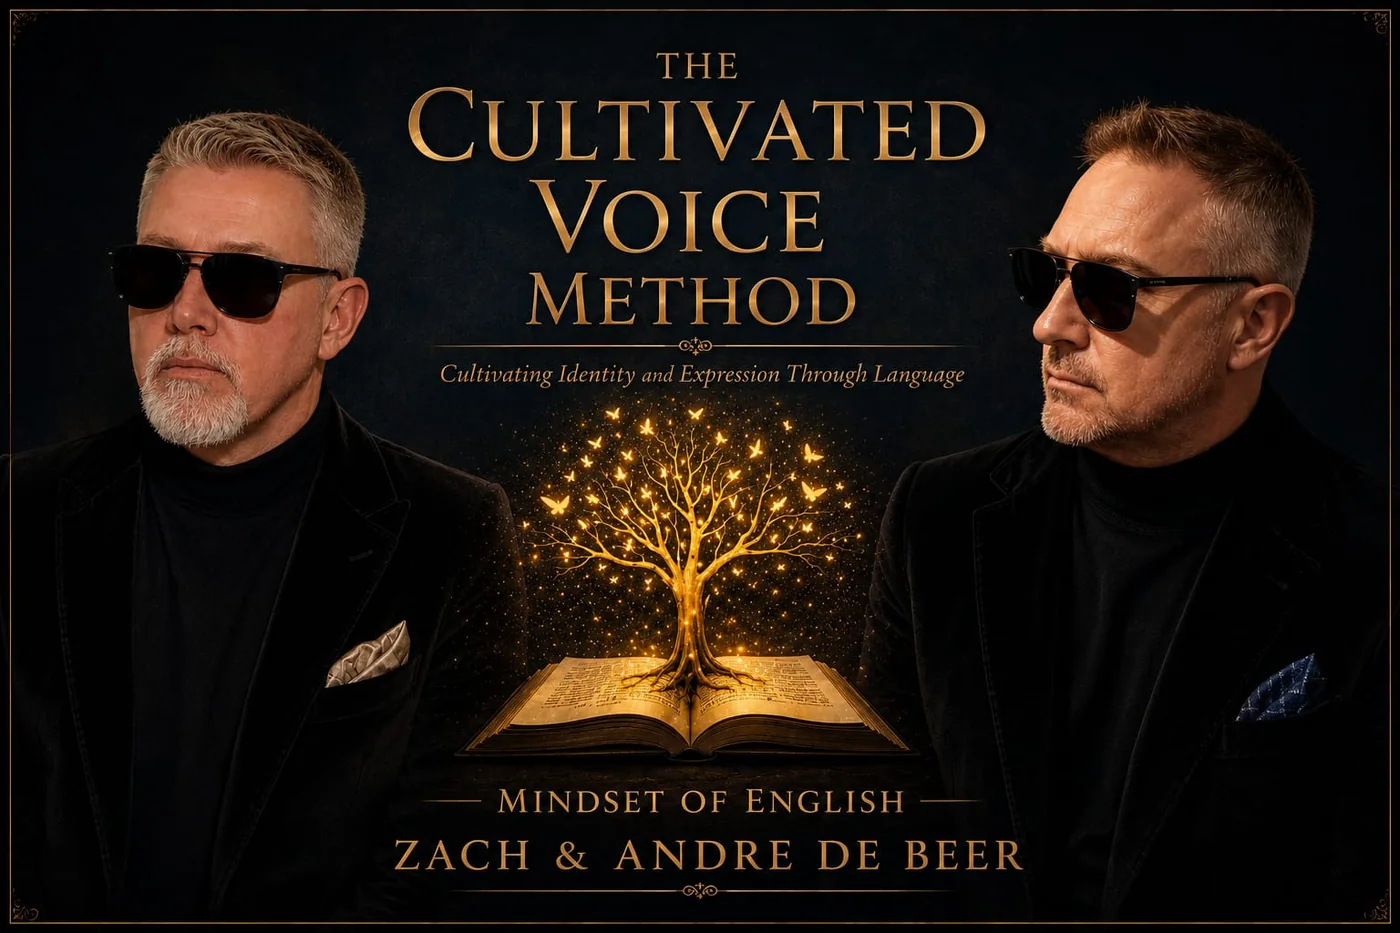 THE
CULTIVATED
VOICE
METHOD
Cultivating Identity and Expression Through Language
MINDSET OF ENGLISH
ZACH & ANDRE DE BEER